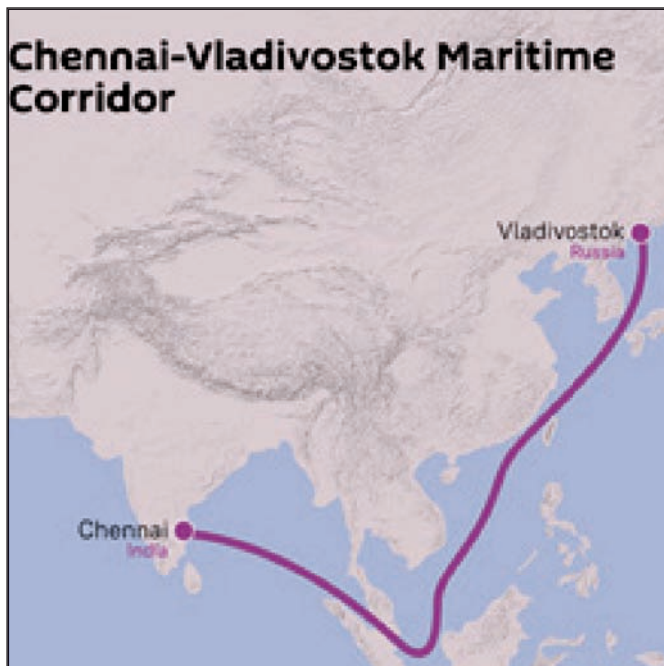 Chennai-Vladivostok Maritime
Corridor
Vladivostok
Russia
Chennai
India